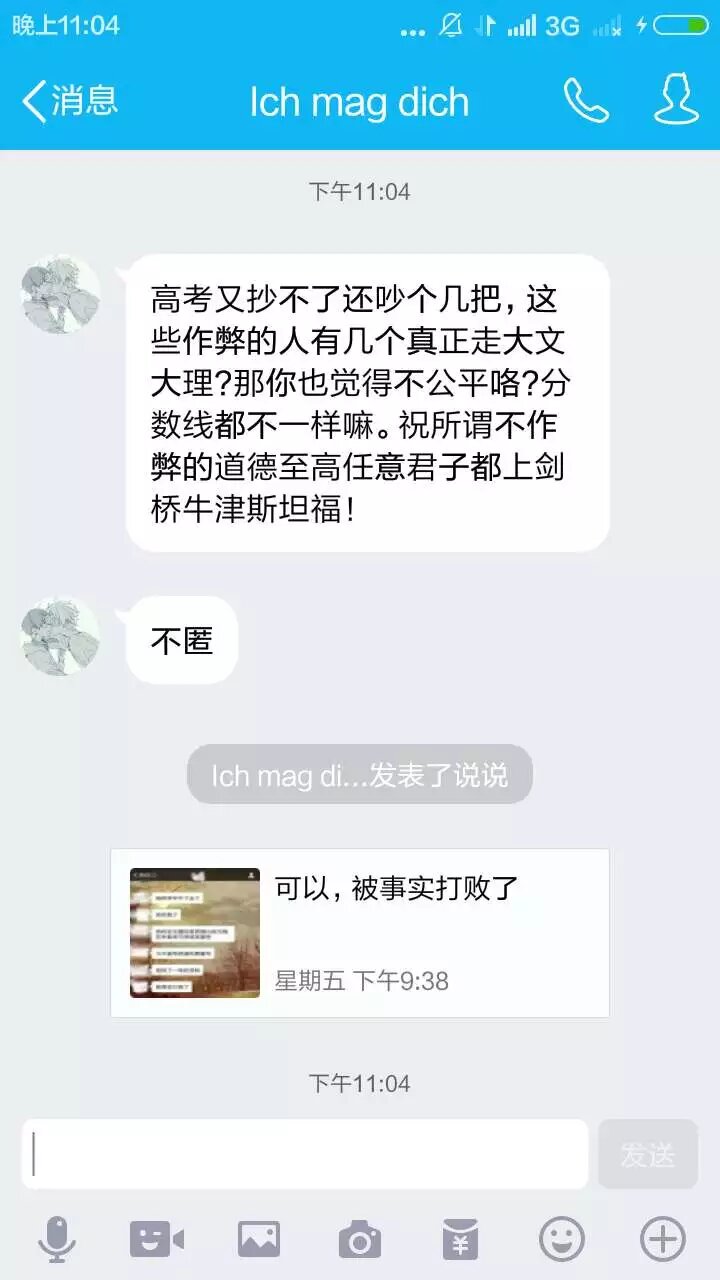 晚上11:04
3G
消息
Ich mag dich
下午11:04
高考又抄不了还吵个几把，这
些作弊的人有几个真正走大文
大理?那你也觉得不公平咯?分
数线都不一样嘛。祝所谓不作
弊的道德至高任意君子都上剑
桥牛津斯坦福！
不匿
Ich mag di...发表了说说
可以，被事实打败了
星期五 下午9:38
下午11:04
发送